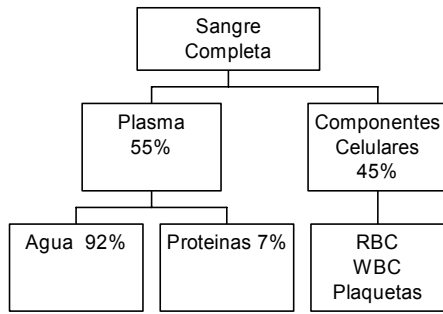 Sangre
Completa
Plasma
55%
Componentes
Celulares
45%
Agua 92%
Proteinas 7%
RBC
WBC
Plaquetas